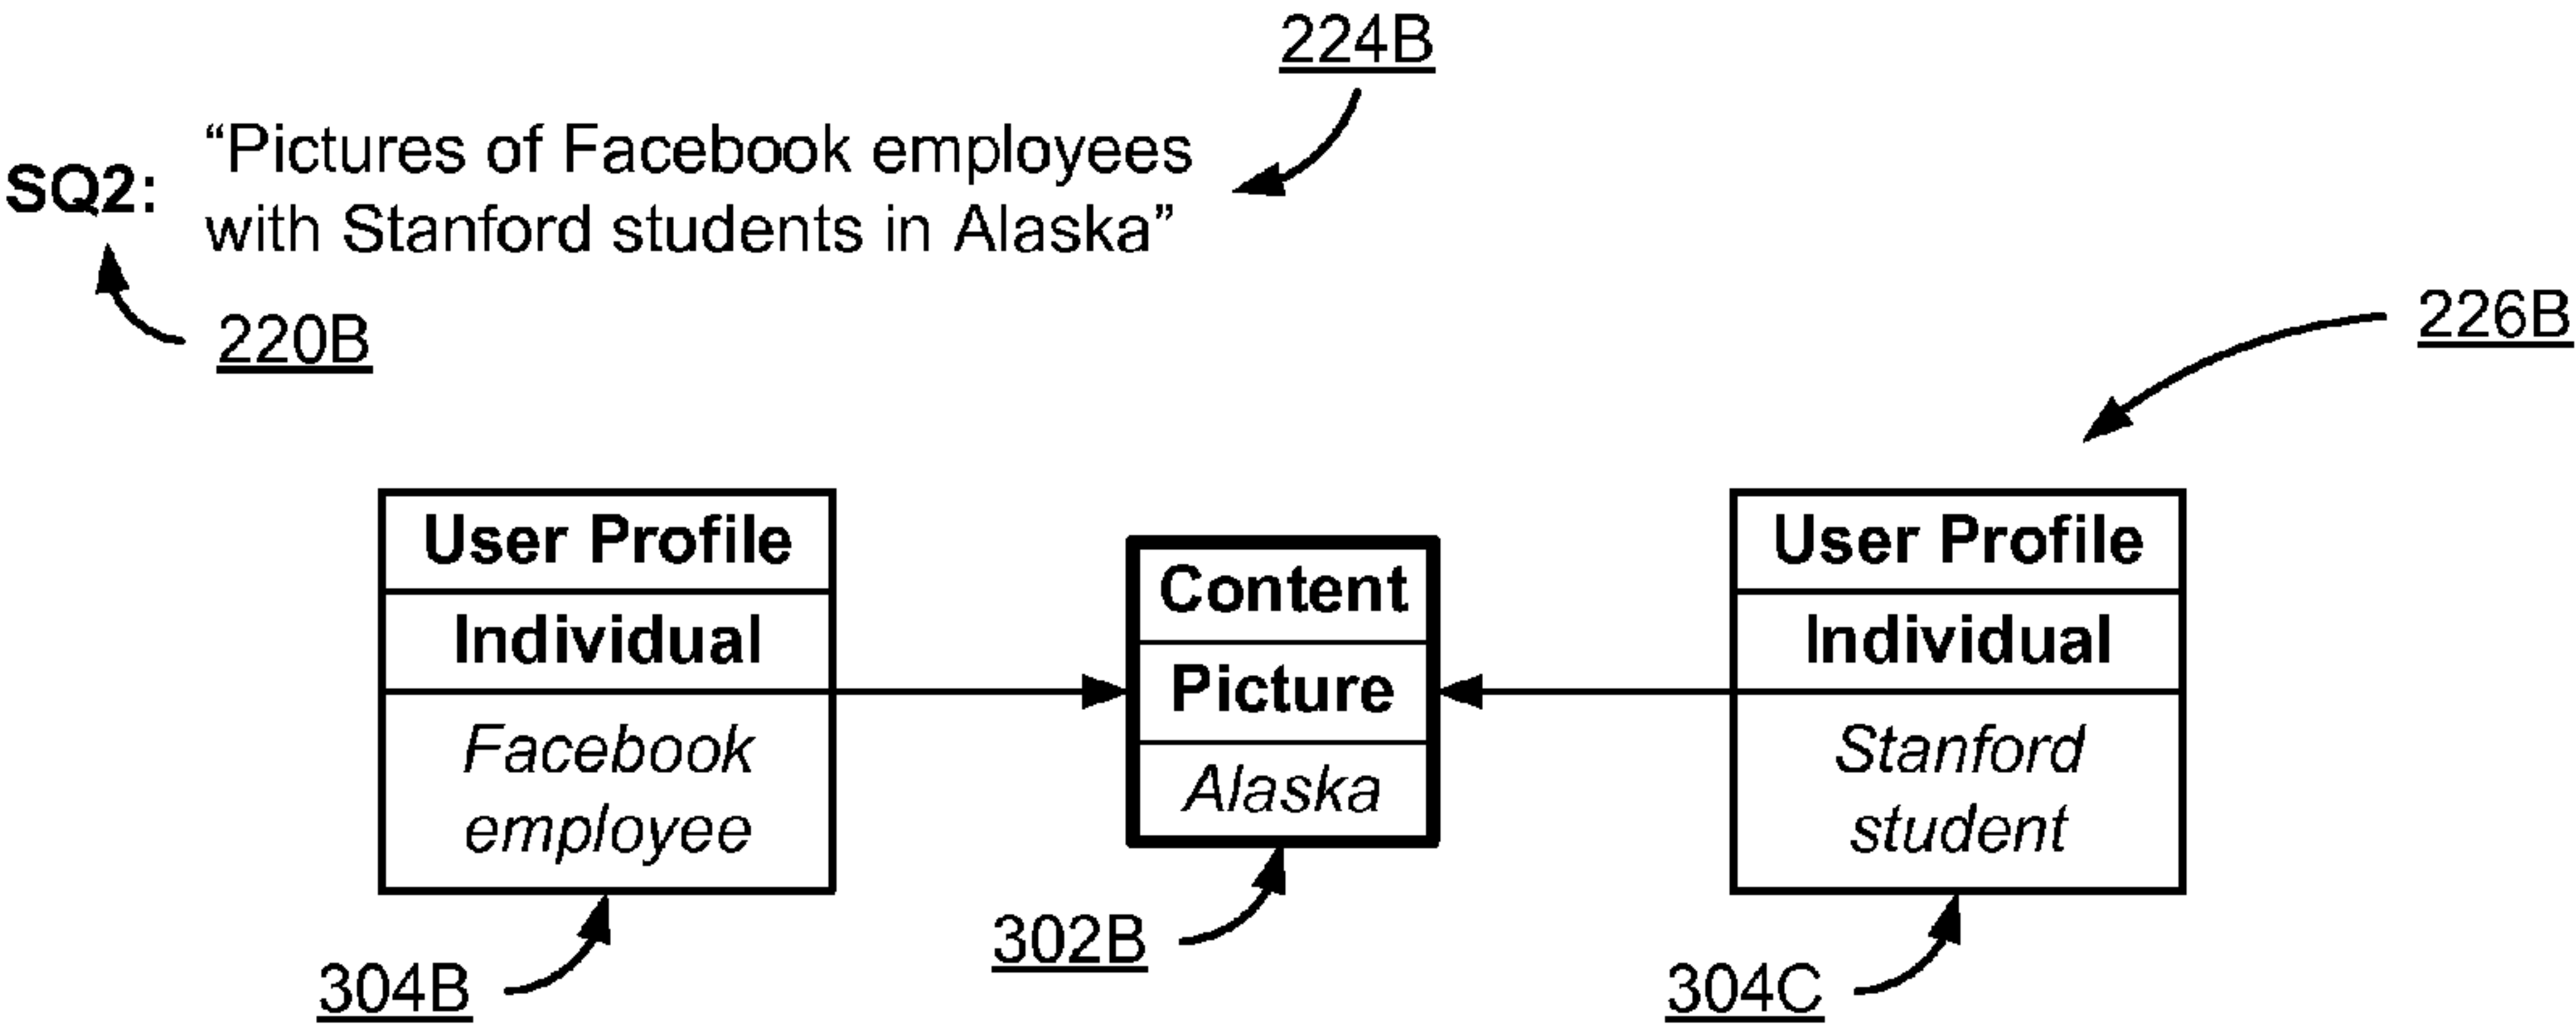 224B
“Pictures of Facebook employees
SQ2:
with Stanford students in Alaska”
220B
226B
User Profile
Individual
Facebook
employee
304B
Content
Picture
Alaska
302B
User Profile
Individual
Stanford
student
304C